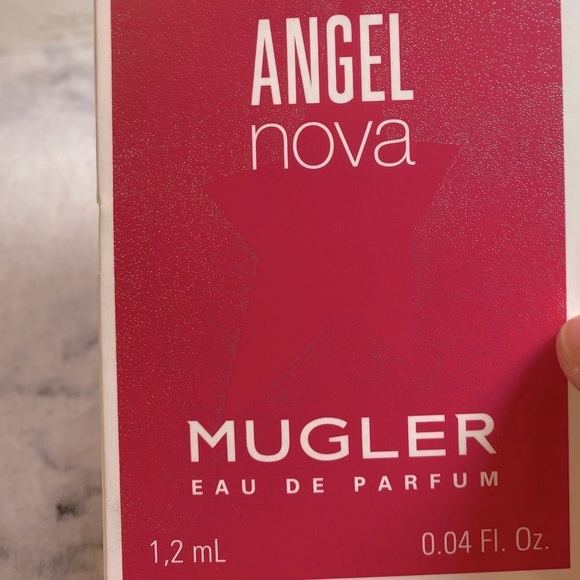 ANGEL
nova
MUGLER
EAU DE PARFUM
1,2 mL 0.04 Fl. Oz.